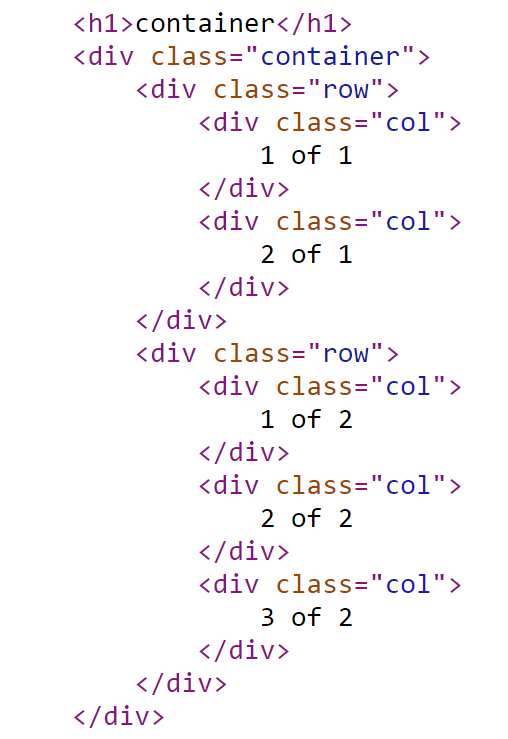 <h1>container</h1>
<div class="container">
    <div class="row">
        <div class="col">
            1 of 1
        </div>
        <div class="col">
            2 of 1
        </div>
    </div>
    <div class="row">
        <div class="col">
            1 of 2
        </div>
        <div class="col">
            2 of 2
        </div>
        <div class="col">
            3 of 2
        </div>
    </div>
</div>